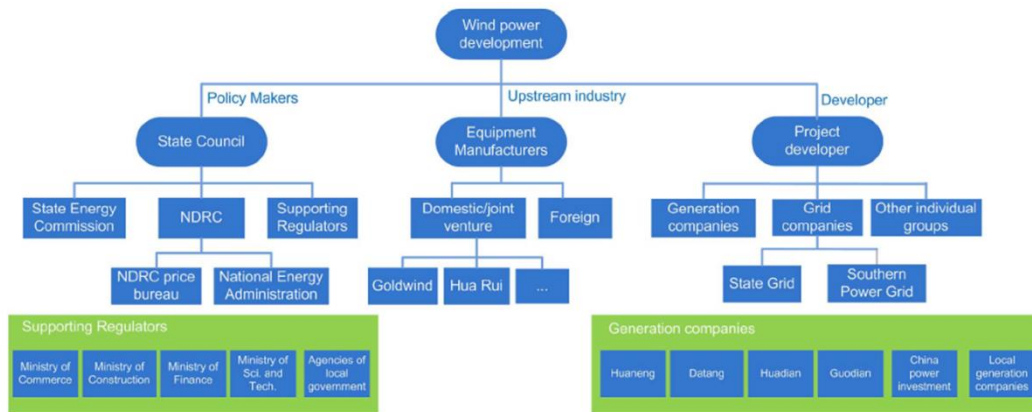 Wind power
development
Policy Makers
Upstream industry
Developer
State Council
Equipment
Manufacturers
Project
developer
State Energy
Commission
NDRC
Supporting
Regulators
Domestic/joint
venture
Foreign
Generation
companies
Grid
companies
Other individual
groups
NDRC price
bureau
National Energy
Administration
Goldwind
Hua Rui
...
State Grid
Southern
Power Grid
Supporting Regulators
Ministry of
Commerce
Ministry of
Construction
Ministry of
Finance
Ministry of
Sci. and
Tech.
Agencies of
local
government
Generation companies
Huaneng
Datang
Huadian
Guodian
China
power
investment
Local
generation
companies